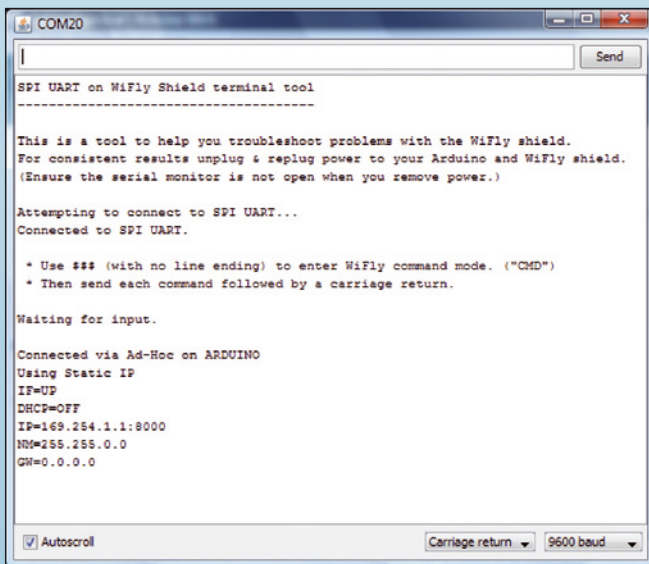 COM20
Send
SPI UART on WiFly Shield terminal tool
--------------------------------------
This is a tool to help you troubleshoot problems with the WiFly shield.
For consistent results unplug & replug power to your Arduino and WiFly shield.
(Ensure the serial monitor is not open when you remove power.)
Attempting to connect to SPI UART...
Connected to SPI UART.
* Use $$$ (with no line ending) to enter WiFly command mode. ("CMD")
* Then send each command followed by a carriage return.
Waiting for input.
Connected via Ad-Hoc on ARDUINO
Using Static IP
IF=UP
DHCP=OFF
IP=169.254.1.1:8000
NM=255.255.0.0
GW=0.0.0.0
Autoscroll Carriage return 9600 baud